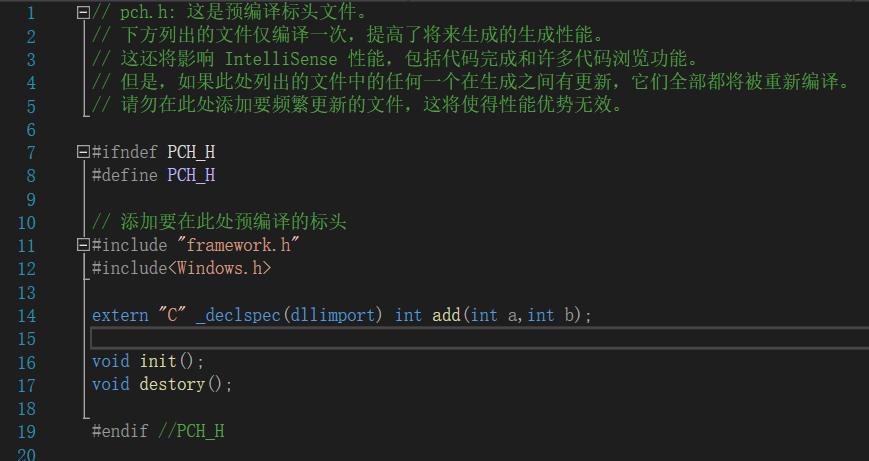 1 // pch.h: 这是预编译标头文件。
2 // 下方列出的文件仅编译一次，提高了将来生成的生成性能。
3 // 这还将影响 IntelliSense 性能，包括代码完成和许多代码浏览功能。
4 // 但是，如果此处列出的文件中的任何一个在生成之间有更新，它们全部都将被重新编译。
5 // 请勿在此处添加要频繁更新的文件，这将使得性能优势无效。
6
7 #ifndef PCH_H
8 #define PCH_H
9
10 // 添加要在此处预编译的标头
11 #include "framework.h"
12 #include<Windows.h>
13
14 extern "C" _declspec(dllimport) int add(int a,int b);
15
16 void init();
17 void destory();
18
19 #endif //PCH_H
20